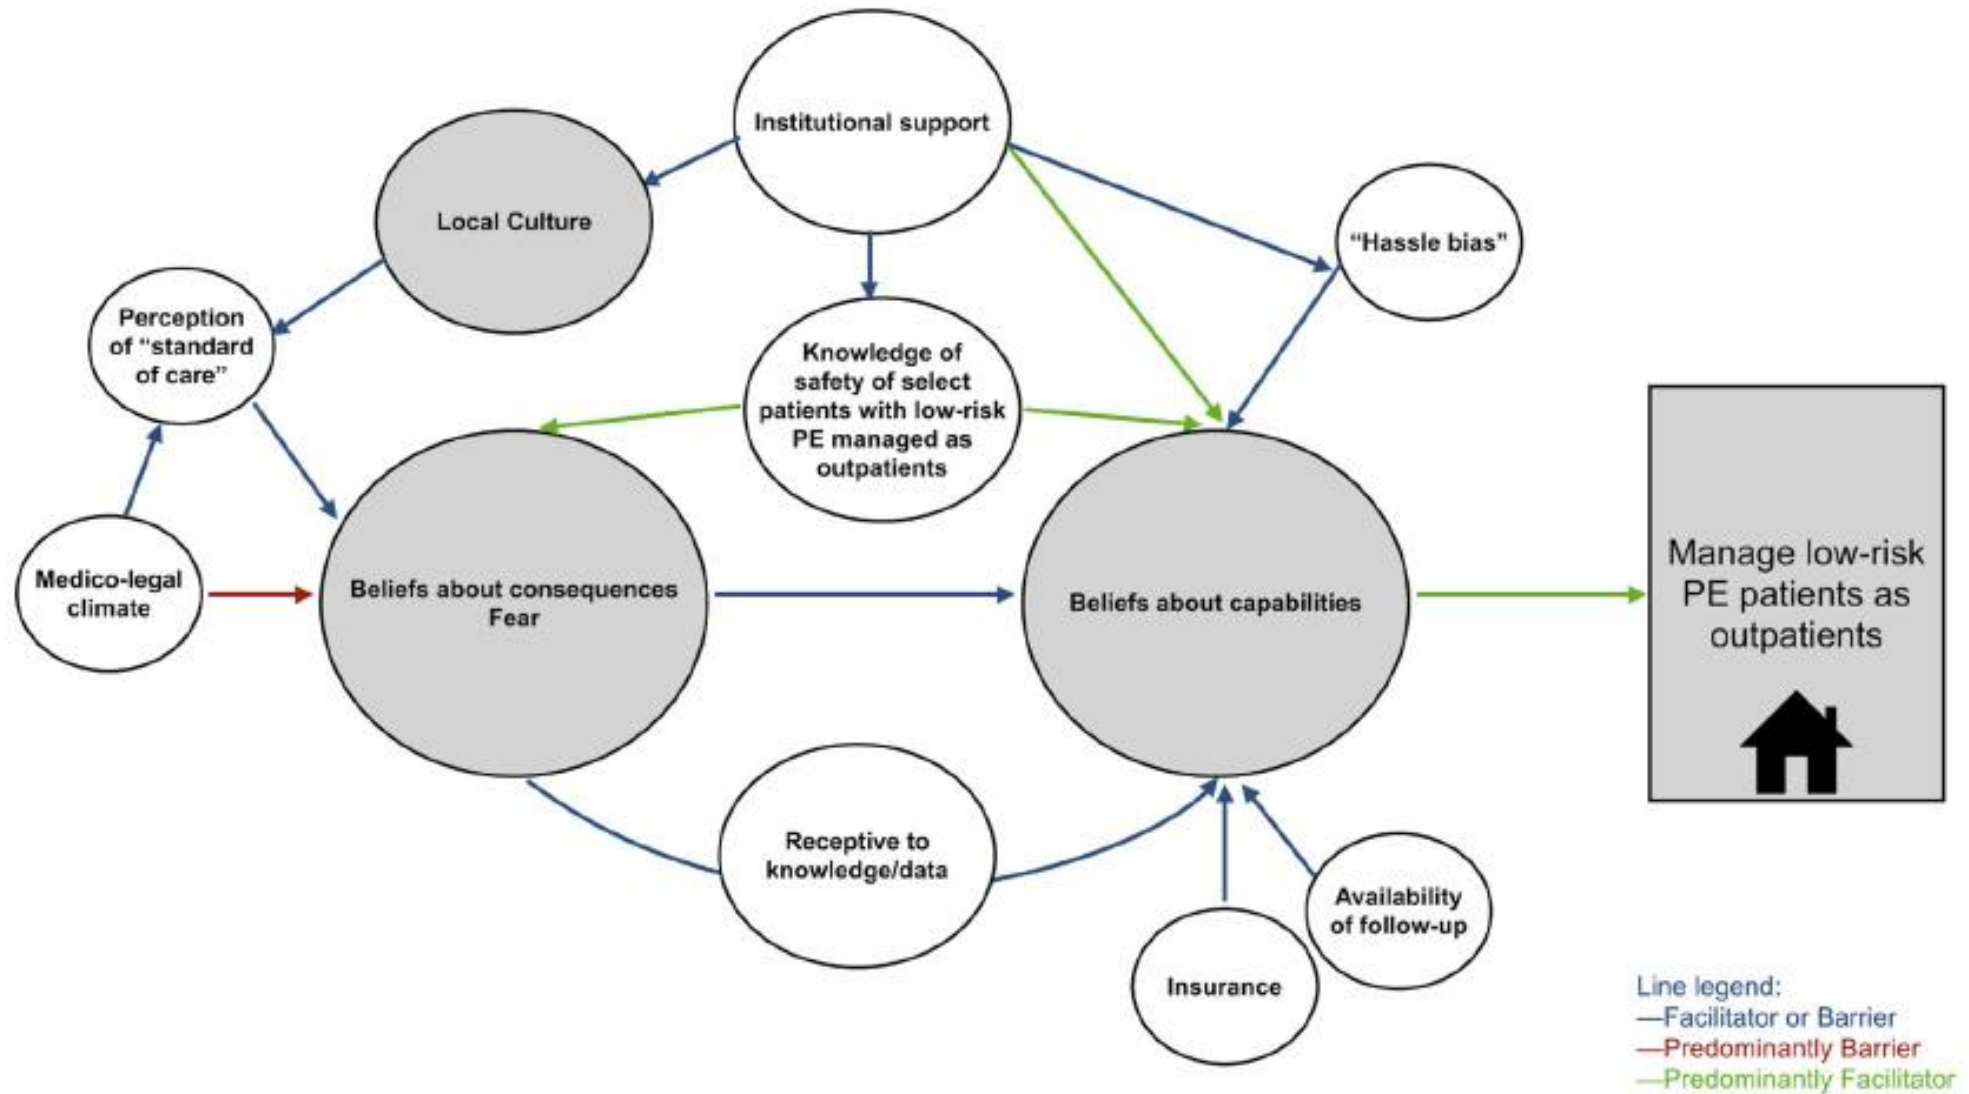 Institutional support
Local Culture
“Hassle bias”
Perception
of “standard
of care”
Knowledge of
safety of select
patients with low-risk
PE managed as
outpatients
Medico-legal
climate
Beliefs about consequences
Fear
Beliefs about capabilities
Manage low-risk
PE patients as
outpatients
Receptive to
knowledge/data
Availability
of follow-up
Insurance
Line legend:
—Facilitator or Barrier
—Predominantly Barrier
—Predominantly Facilitator